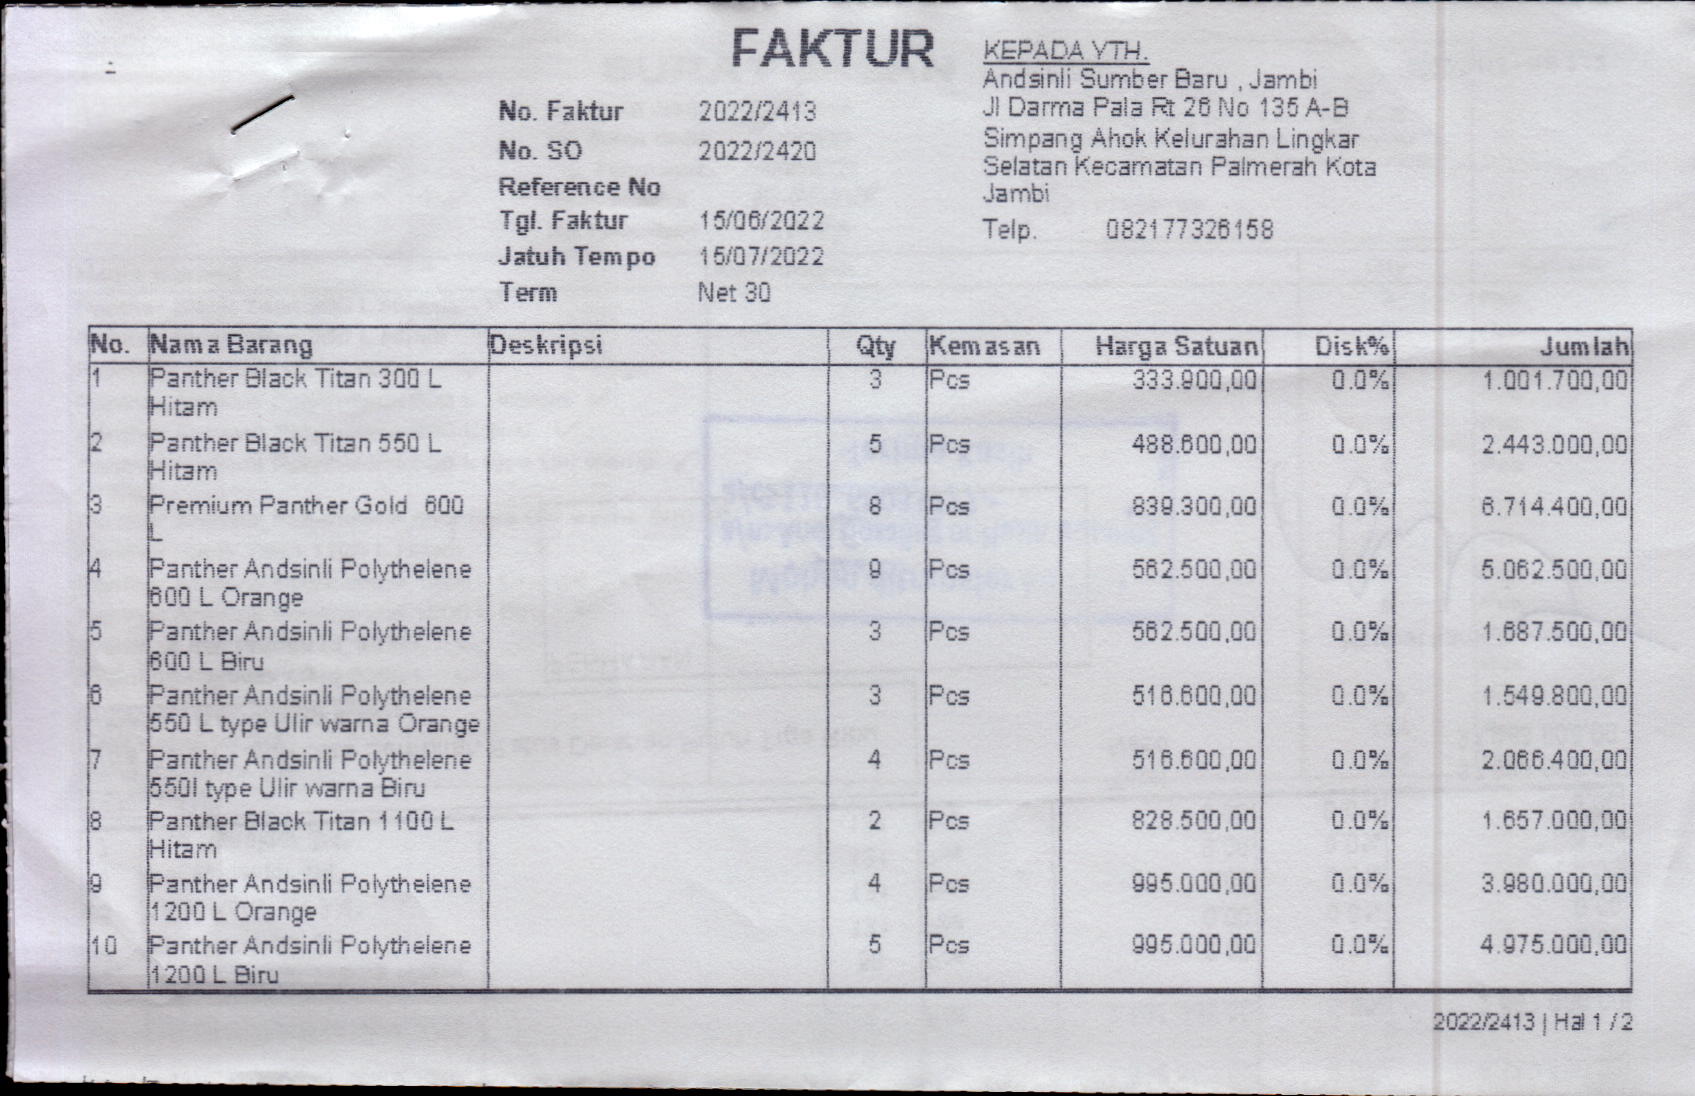 FAKTUR
No. Faktur 2022/2413
No. SO 2022/2420
Reference No
Tgl. Faktur 15/06/2022
Jatuh Tempo 15/07/2022
Term Net 30
KEPADA YTH.
Andsinli Sumber Baru , Jambi
Jl Darma Pala Rt 26 No 135 A-B
Simpang Ahok Kelurahan Lingkar
Selatan Kecamatan Palmerah Kota
Jambi
Telp. 082177326158
No. Nama Barang Deskripsi Qty Kemasan Harga Satuan Disk% Jumlah
1 Panther Black Titan 300 L 3 Pcs 333.900,00 0.0% 1.001.700,00
Hitam
2 Panther Black Titan 550 L 5 Pcs 488.600,00 0.0% 2.443.000,00
Hitam
3 Premium Panther Gold 600 8 Pcs 839.300,00 0.0% 6.714.400,00
L
4 Panther Andsinli Polythelene 9 Pcs 562.500,00 0.0% 5.062.500,00
600 L Orange
5 Panther Andsinli Polythelene 3 Pcs 562.500,00 0.0% 1.687.500,00
600 L Biru
6 Panther Andsinli Polythelene 3 Pcs 516.600,00 0.0% 1.549.800,00
550 L type Ulir warna Orange
7 Panther Andsinli Polythelene 4 Pcs 516.600,00 0.0% 2.066.400,00
550l type Ulir warna Biru
8 Panther Black Titan 1100 L 2 Pcs 828.500,00 0.0% 1.657.000,00
Hitam
9 Panther Andsinli Polythelene 4 Pcs 995.000,00 0.0% 3.980.000,00
1200 L Orange
10 Panther Andsinli Polythelene 5 Pcs 995.000,00 0.0% 4.975.000,00
1200 L Biru
2022/2413 | Hal 1 / 2